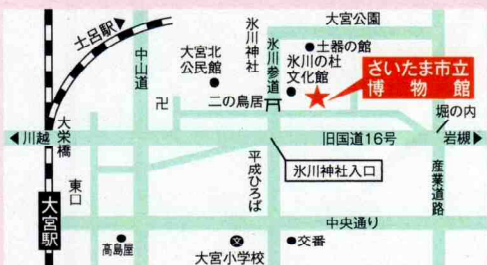 大宮公園
土呂駅
中山道
大宮北
公民館
氷川神社
氷川参道
土器の館
氷川の杜
文化館
さいたま市立
博物館
卍
二の鳥居
堀の内
川越
大栄橋
旧国道16号
岩槻
東口
平成ひろば
氷川神社入口
産業道路
大宮駅
中央通り
高島屋
文
大宮小学校
交番